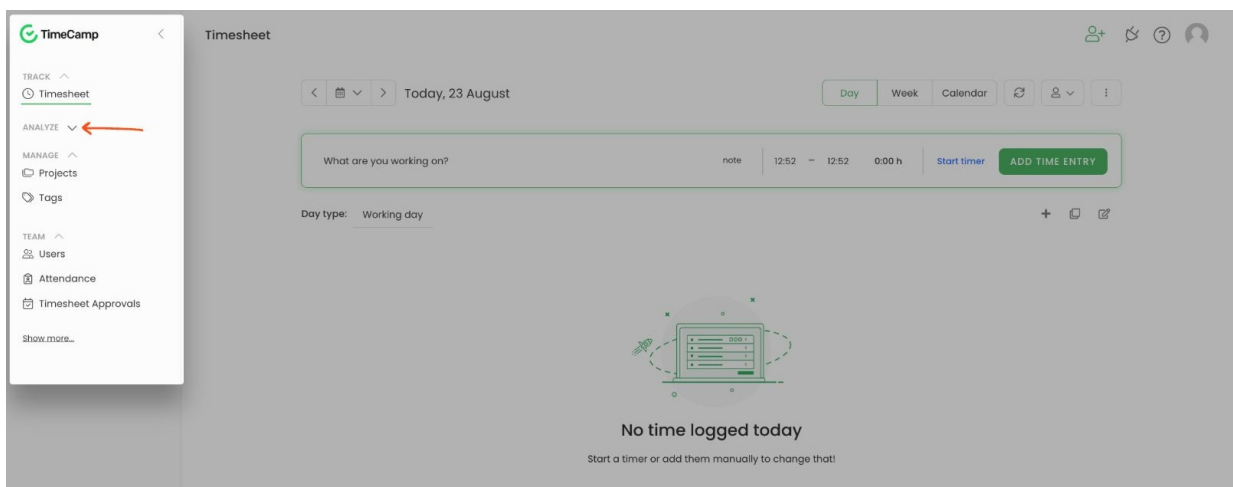 TimeCamp
TRACK
Timesheet
ANALYZE
MANAGE
Projects
Tags
TEAM
Users
Attendance
Timesheet Approvals
Show more...
Timesheet
Today, 23 August
Day Week Calendar
What are you working on? note 12:52 – 12:52 0:00 h Start timer ADD TIME ENTRY
Day type: Working day
No time logged today
Start a timer or add them manually to change that!